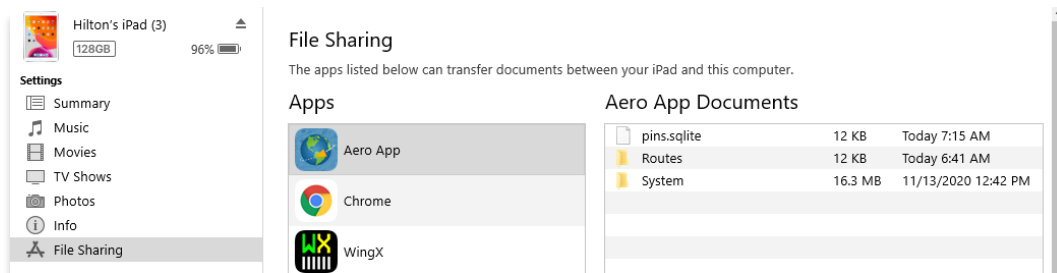 Hilton's iPad (3)
128GB
96%
Settings
Summary
Music
Movies
TV Shows
Photos
Info
File Sharing
File Sharing
The apps listed below can transfer documents between your iPad and this computer.
Apps
Aero App
Chrome
WX
WingX
Aero App Documents
pins.sqlite 12 KB Today 7:15 AM
Routes 12 KB Today 6:41 AM
System 16.3 MB 11/13/2020 12:42 PM